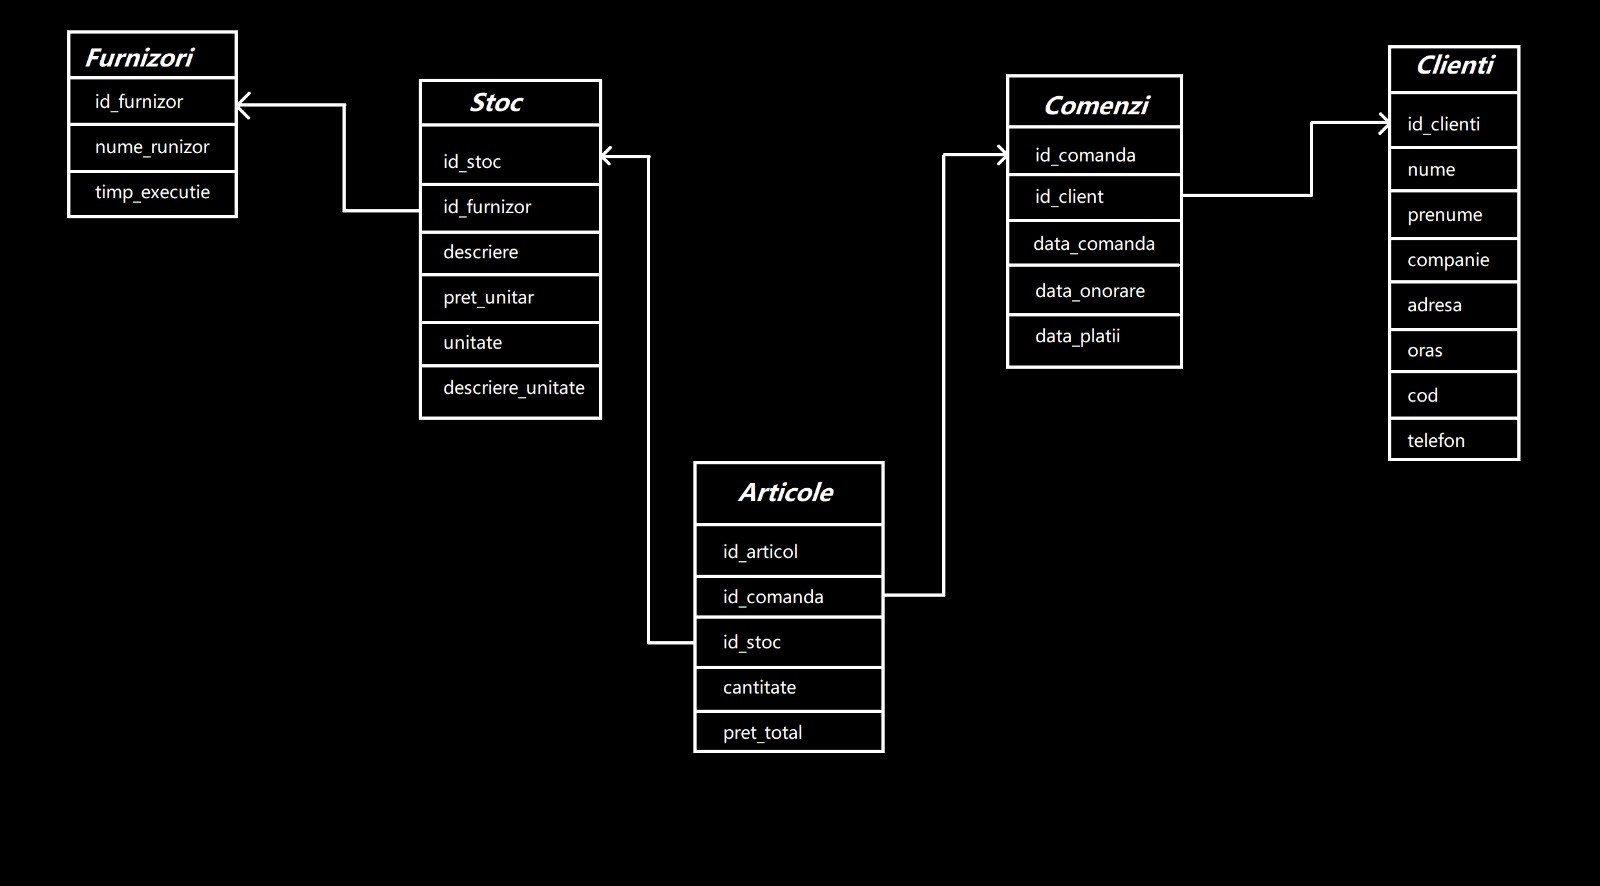 Furnizori
id_furnizor
nume_runizor
timp_executie
Stoc
id_stoc
id_furnizor
descriere
pret_unitar
unitate
descriere_unitate
Articole
id_articol
id_comanda
id_stoc
cantitate
pret_total
Comenzi
id_comanda
id_client
data_comanda
data_onorare
data_platii
Clienti
id_clienti
nume
prenume
companie
adresa
oras
cod
telefon